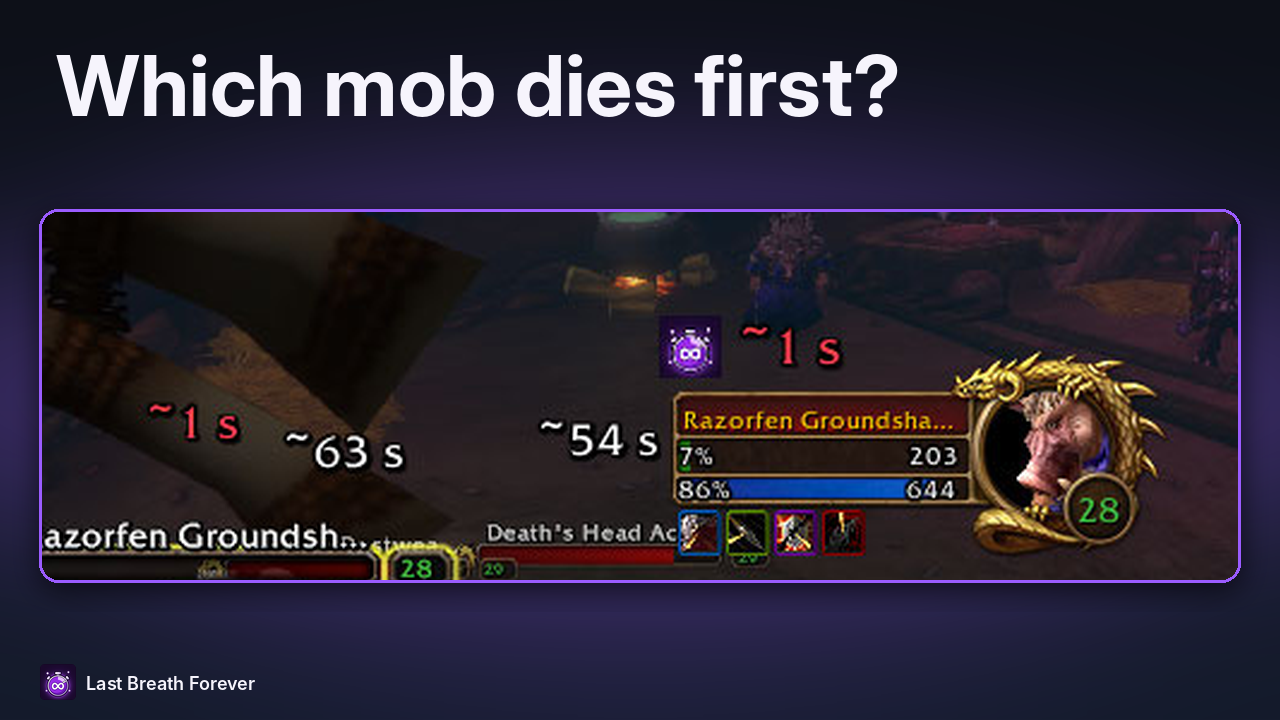 Which mob dies first?
~1 s
~1 s
~63 s
~54 s
Razorfen Groundsha...
7% 203
86% 644
28
azorfen Groundsh..
Death's Head Ac
28
20
20
Last Breath Forever